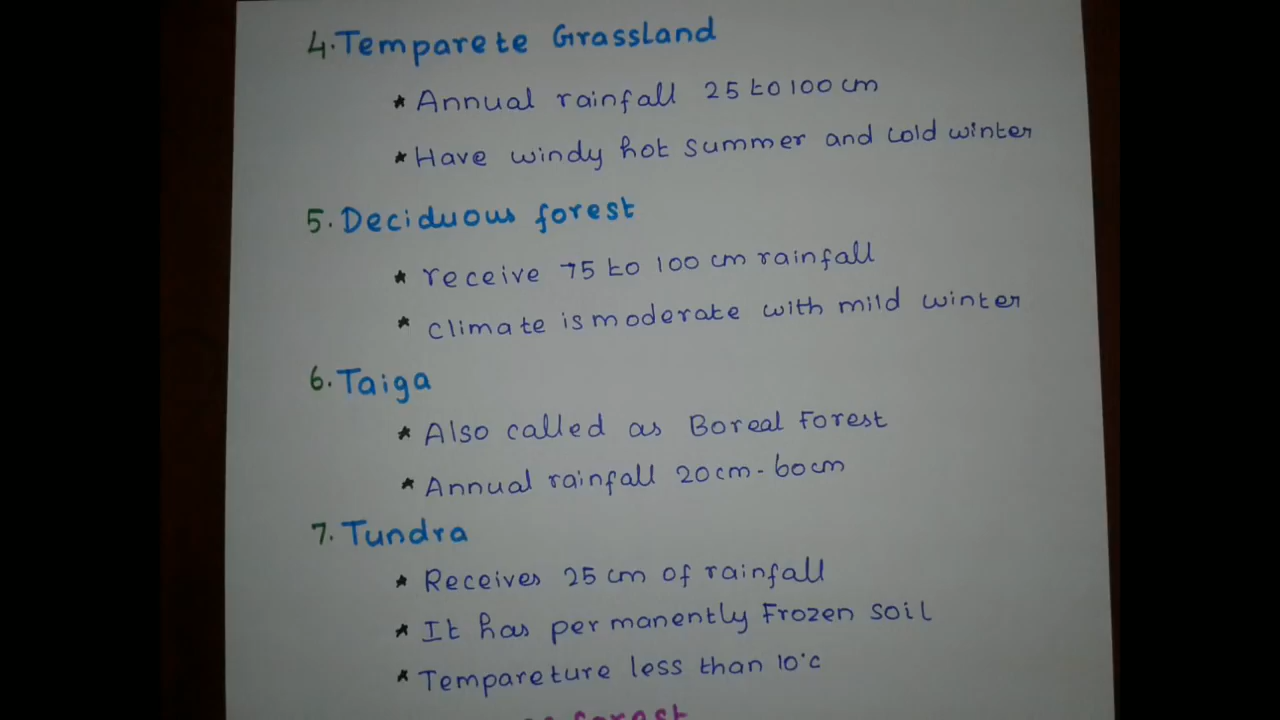 4. Temparete Grassland
* Annual rainfall 25 to 100 cm
* Have windy hot summer and cold winter
5. Deciduous forest
* receive 75 to 100 cm rainfall
* climate is moderate with mild winter
6. Taiga
* Also called as Boreal Forest
* Annual rainfall 20cm - 60cm
7. Tundra
* Receives 25 cm of rainfall
* It has permanently Frozen soil
* Tempareture less than 10°c
forest